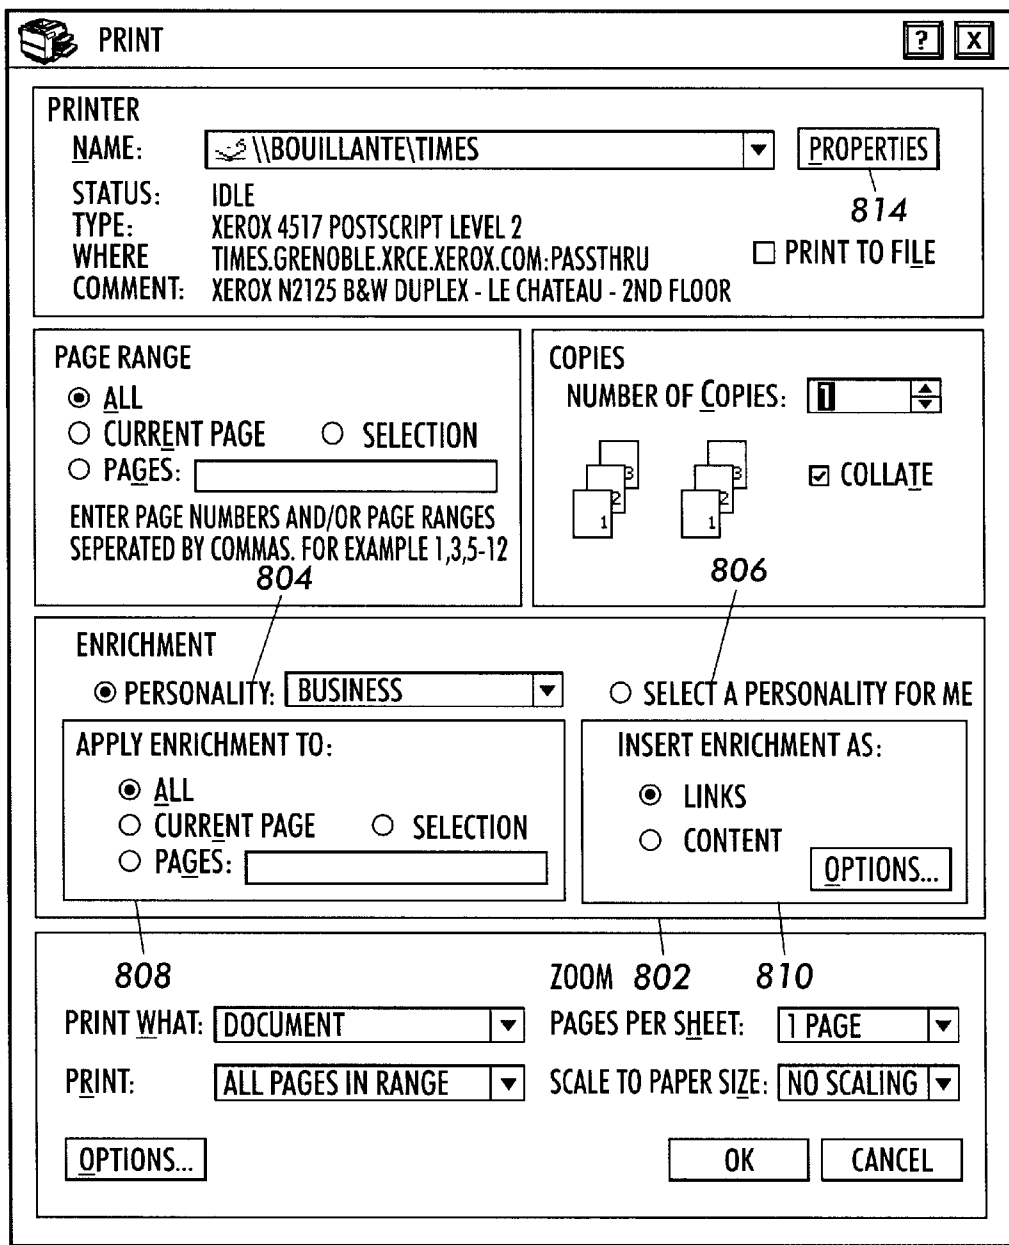 PRINT ? X
PRINTER
NAME: \\BOUILLANTE\TIMES PROPERTIES
814
STATUS: IDLE
TYPE: XEROX 4517 POSTSCRIPT LEVEL 2
WHERE TIMES.GRENOBLE.XRCE.XEROX.COM:PASSTHRU PRINT TO FILE
COMMENT: XEROX N2125 B&W DUPLEX - LE CHATEAU - 2ND FLOOR
PAGE RANGE
ALL
CURRENT PAGE SELECTION
PAGES:
ENTER PAGE NUMBERS AND/OR PAGE RANGES
SEPERATED BY COMMAS. FOR EXAMPLE 1,3,5-12
804
COPIES
NUMBER OF COPIES: 1
3 3
2 2
1 1
COLLATE
806
ENRICHMENT
PERSONALITY: BUSINESS SELECT A PERSONALITY FOR ME
APPLY ENRICHMENT TO:
ALL
CURRENT PAGE SELECTION
PAGES:
INSERT ENRICHMENT AS:
LINKS
CONTENT
OPTIONS...
808
802
810
ZOOM
PRINT WHAT: DOCUMENT PAGES PER SHEET: 1 PAGE
PRINT: ALL PAGES IN RANGE SCALE TO PAPER SIZE: NO SCALING
OPTIONS... OK CANCEL